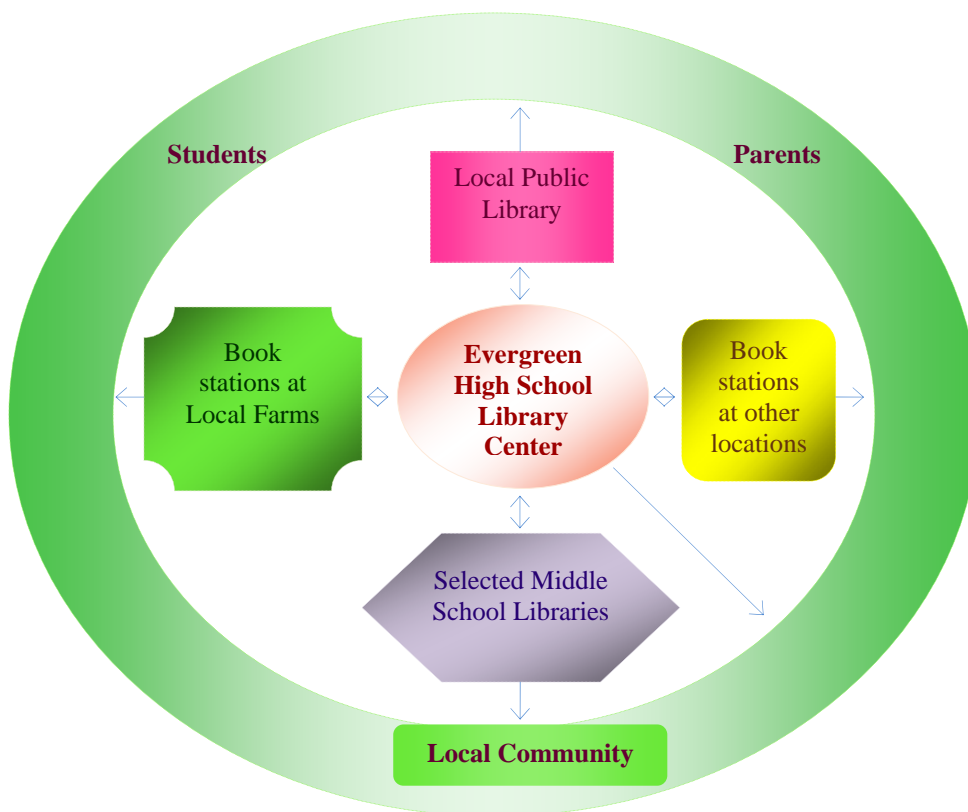 Students
Parents
Local Public
Library
Book
stations at
Local Farms
Evergreen
High School
Library
Center
Book
stations
at other
locations
Selected Middle
School Libraries
Local Community